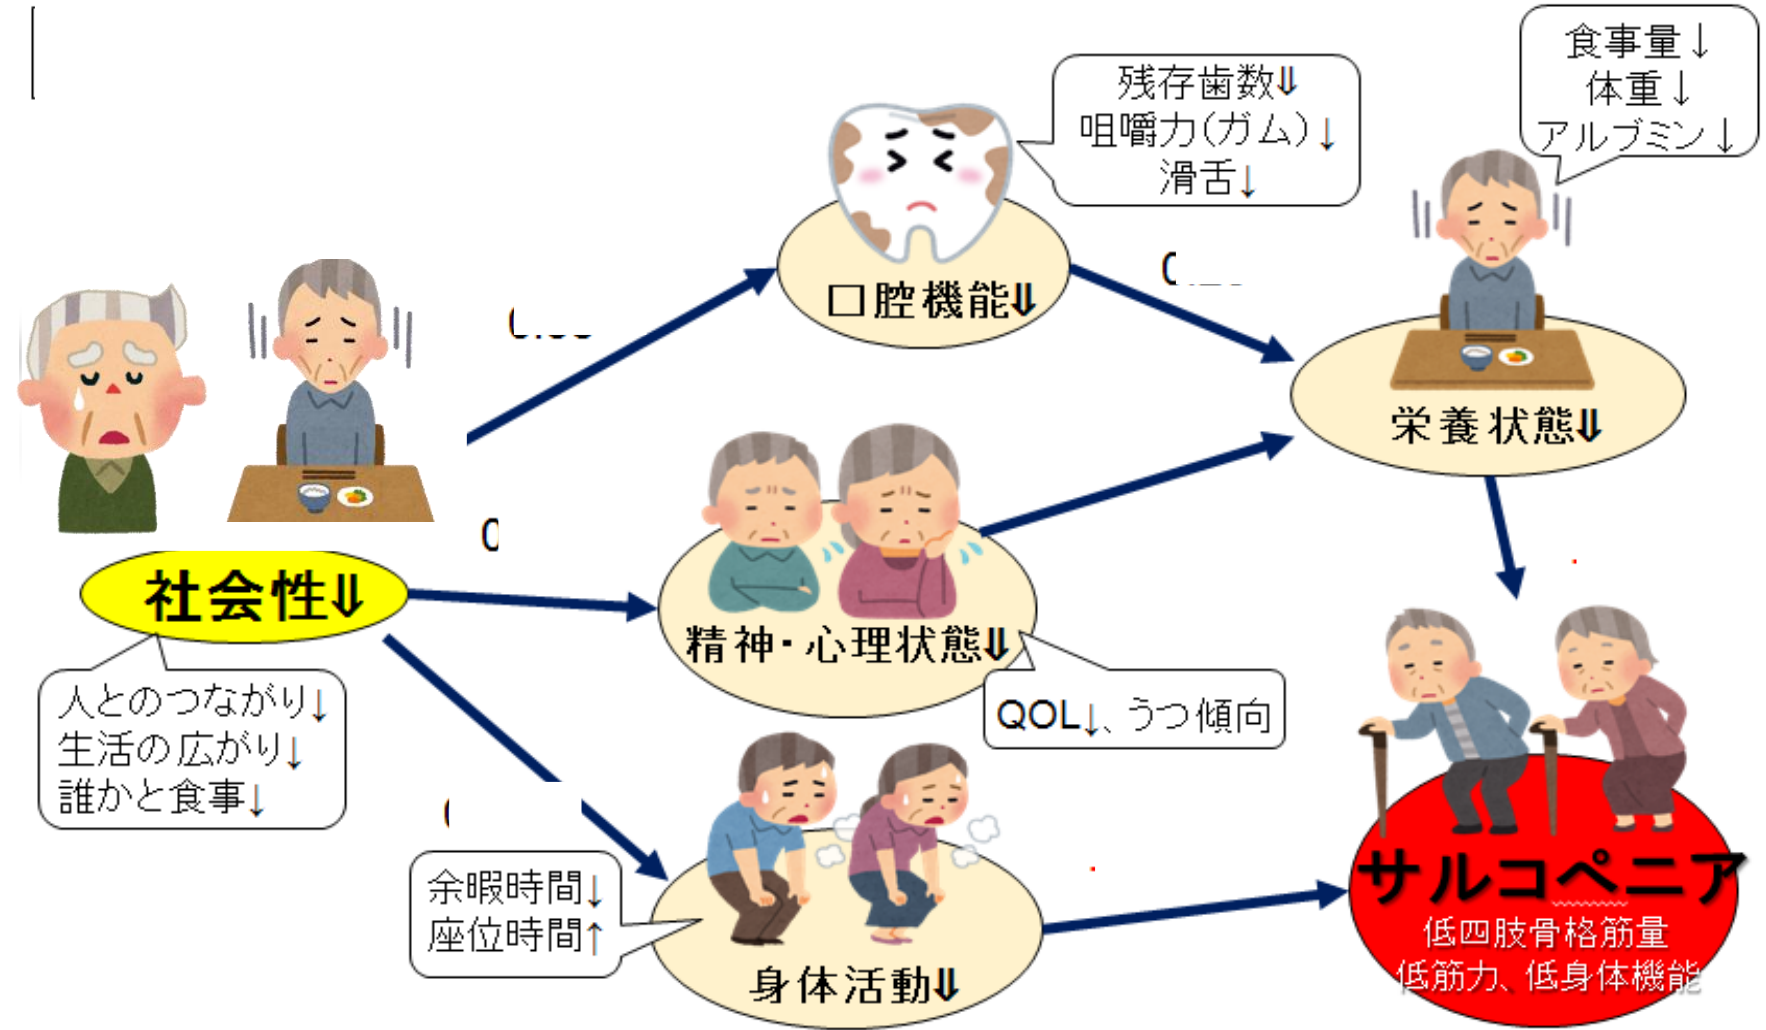 残存歯数⇓
咀嚼力(ガム)↓
滑舌↓
食事量↓
体重↓
アルブミン↓
口腔機能⇓
栄養状態⇓
社会性⇓
人とのつながり↓
生活の広がり↓
誰かと食事↓
精神・心理状態⇓
QOL↓、うつ傾向
余暇時間↓
座位時間↑
身体活動⇓
サルコペニア
低四肢骨格筋量
低筋力、低身体機能